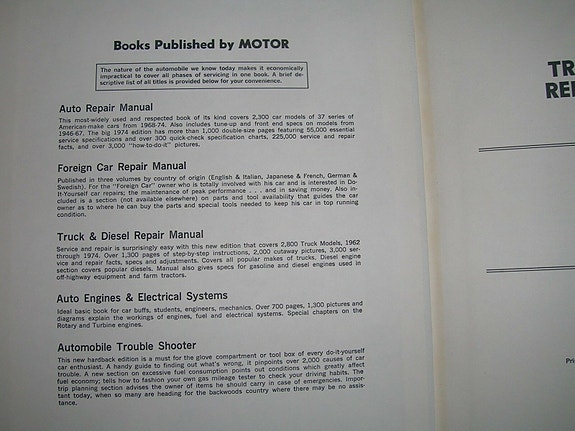 Books Published by MOTOR
The nature of the automobile we know today makes it economically
impractical to cover all phases of servicing in one book. A brief de-
scriptive list of all titles is provided below for your convenience.
Auto Repair Manual
This most-widely used and respected book of its kind covers 2,300 car models of 37 series of
American-make cars from 1968-74. Also includes tune-up and front end specs on models from
1946-67. The big 1974 edition has more than 1,000 double-size pages featuring 55,000 essential
service specifications and over 300 quick-check specification charts, 225,000 service and repair
facts, and over 3,000 "how-to-do-it" pictures.
Foreign Car Repair Manual
Published in three volumes by country of origin (English & Italian, Japanese & French, German &
Swedish). For the "Foreign Car" owner who is totally involved with his car and is interested in Do-
It-Yourself car repairs; the maintenance of peak performance . . . and in saving money. Also in-
cluded is a section (not available elsewhere) on parts and tool availability that guides the car
owner as to where he can buy the parts and special tools needed to keep his car in top running
condition.
Truck & Diesel Repair Manual
Service and repair is surprisingly easy with this new edition that covers 2,800 Truck Models, 1962
through 1974. Over 1,300 pages of step-by-step instructions, 2,000 cutaway pictures, 3,000 ser-
vice and repair facts, specs and adjustments. Covers all popular makes of trucks. Diesel engine
section covers popular diesels. Manual also gives specs for gasoline and diesel engines used in
off-highway equipment and farm tractors.
Auto Engines & Electrical Systems
Ideal basic book for car buffs, students, engineers, mechanics. Over 700 pages, 1,300 pictures and
diagrams explain the workings of engines, fuel and electrical systems. Special chapters on the
Rotary and Turbine engines.
Automobile Trouble Shooter
This new hardback edition is a must for the glove compartment or tool box of every do-it-yourself
car enthusiast. A handy guide to finding out what's wrong, it pinpoints over 2,000 causes of car
trouble. A new section on excessive fuel consumption points out conditions which greatly affect
fuel economy; tells how to fashion your own gas mileage tester to check your driving habits. The
trip planning section advises the owner of items he should carry in case of emergencies. Impor-
tant today, when so many are heading for the backwoods country where there may be no assis-
tance.
TR
RE
Pri